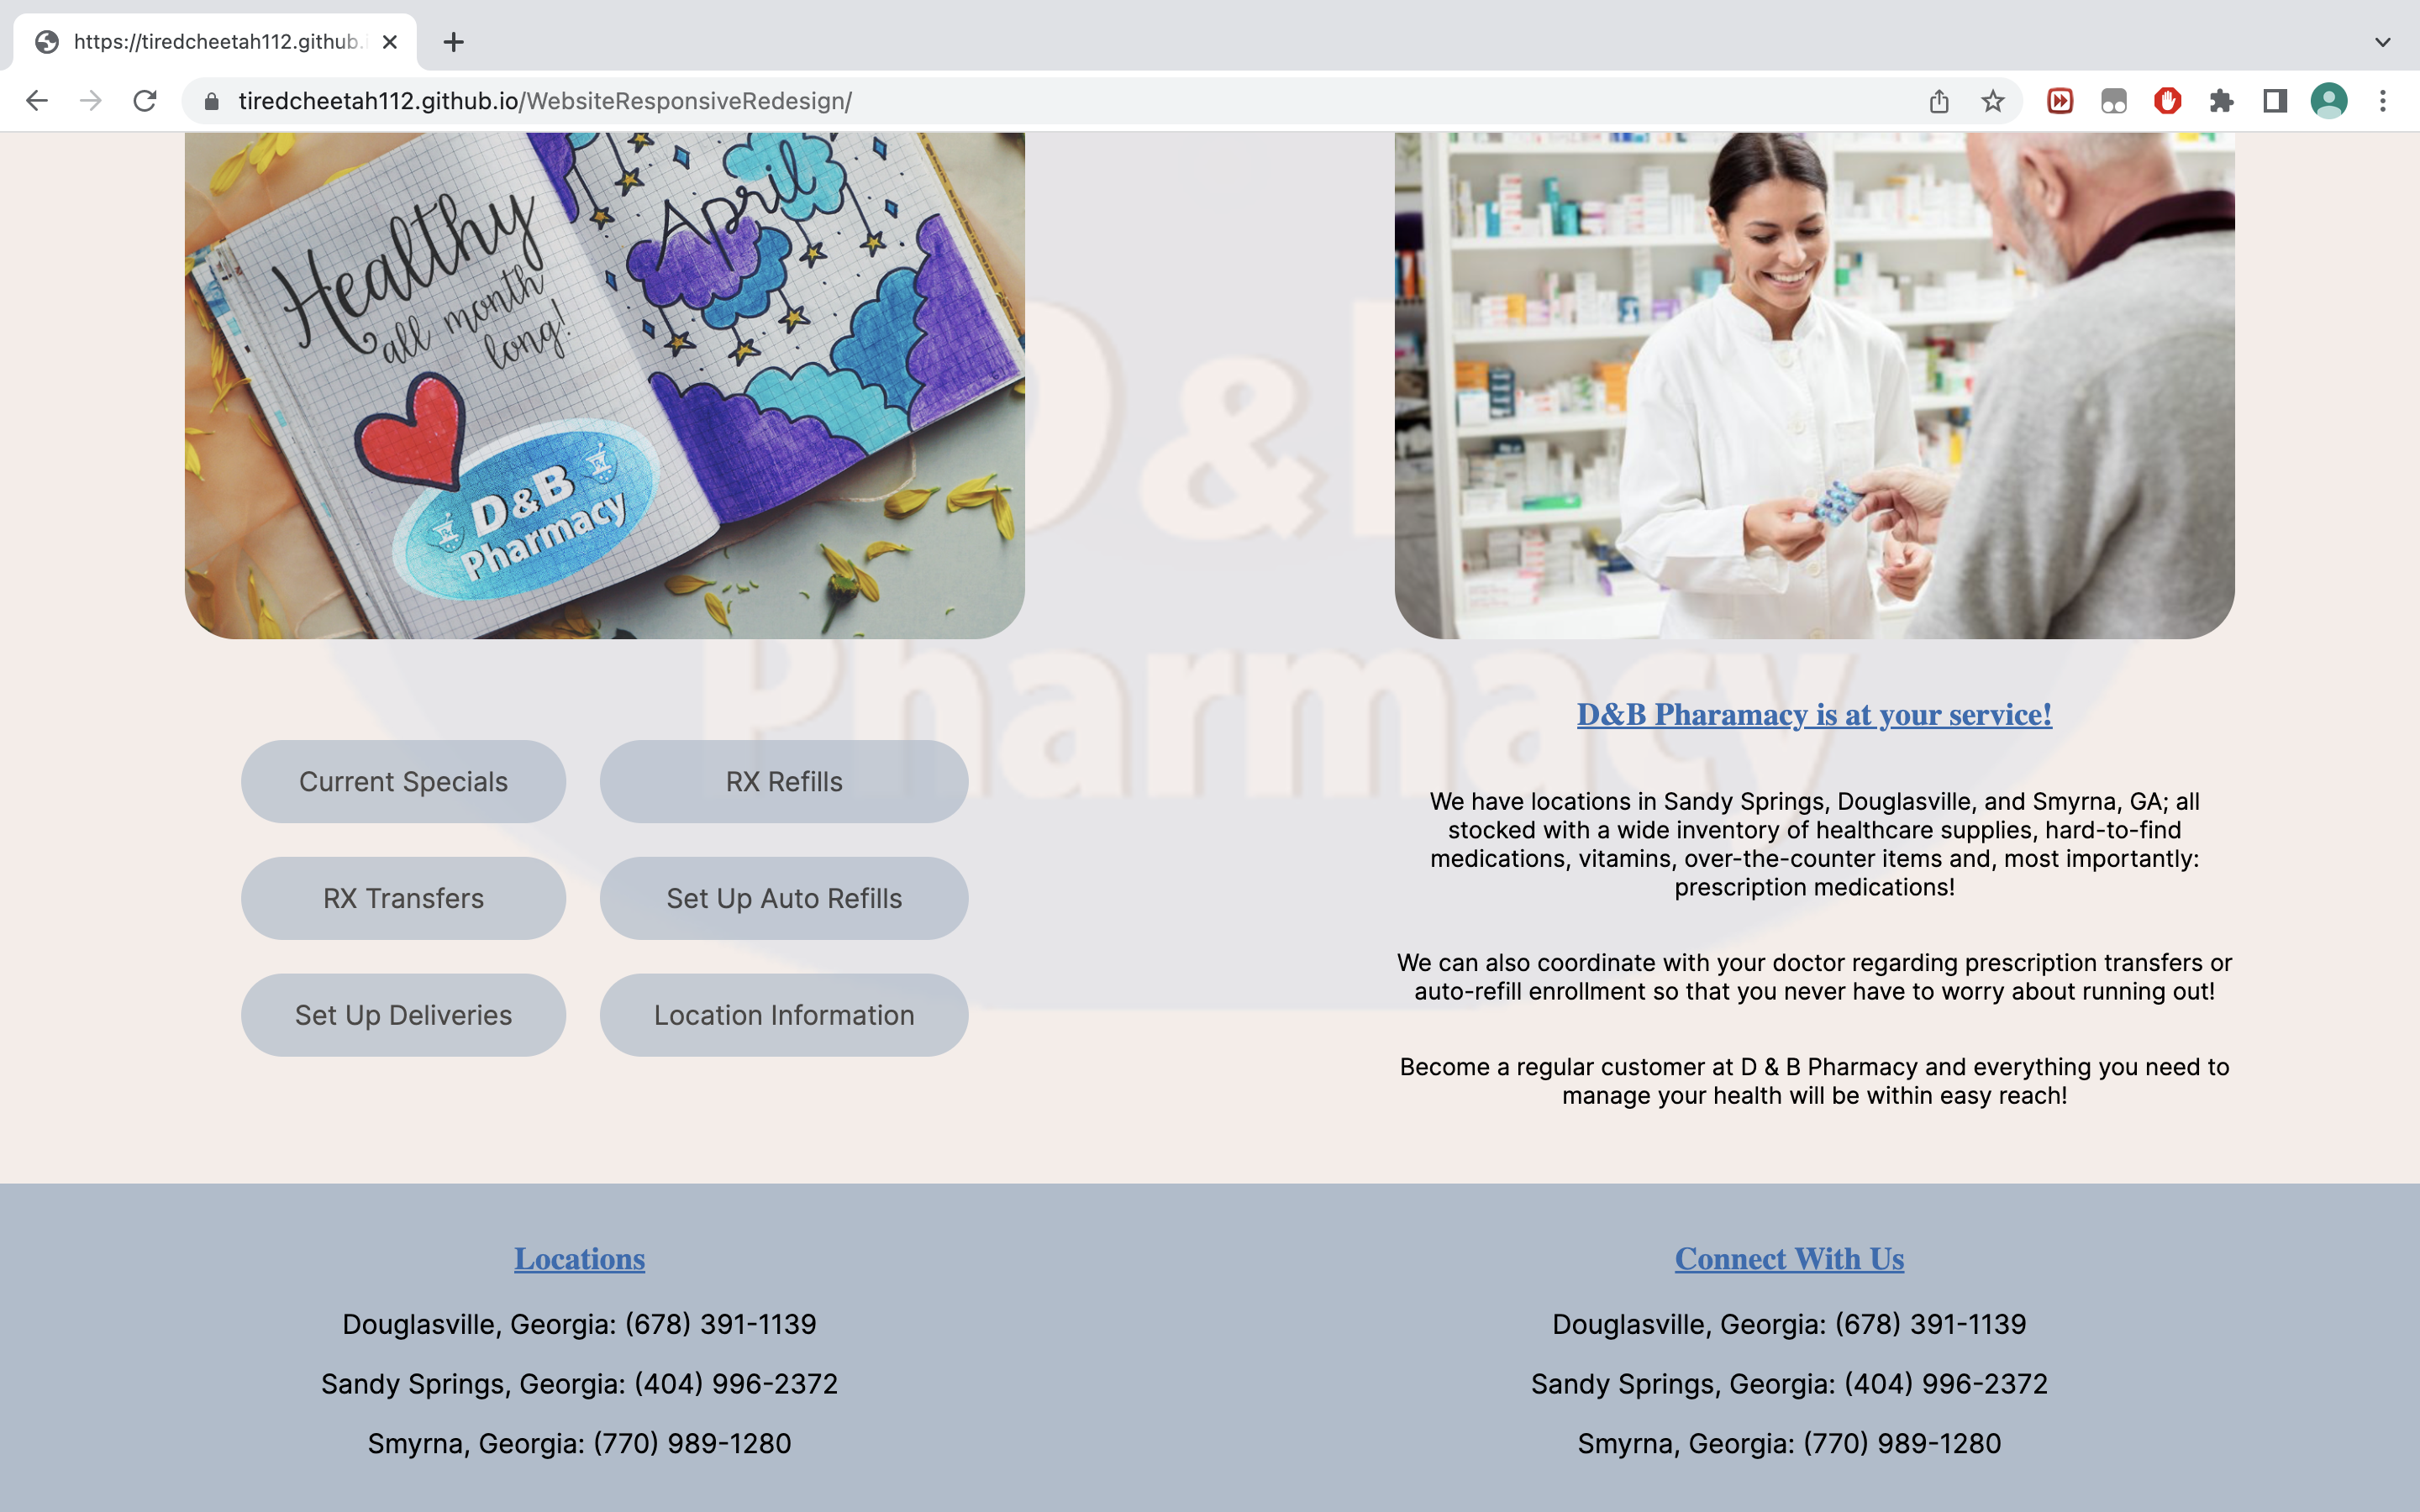 https://tiredcheetah112.github.i
tiredcheetah112.github.io/WebsiteResponsiveRedesign/
Healthy
all month
long!
April
D&B
Pharmacy
D&B
Pharmacy
Current Specials
RX Refills
RX Transfers
Set Up Auto Refills
Set Up Deliveries
Location Information
D&B Pharamacy is at your service!
We have locations in Sandy Springs, Douglasville, and Smyrna, GA; all
stocked with a wide inventory of healthcare supplies, hard-to-find
medications, vitamins, over-the-counter items and, most importantly:
prescription medications!
We can also coordinate with your doctor regarding prescription transfers or
auto-refill enrollment so that you never have to worry about running out!
Become a regular customer at D & B Pharmacy and everything you need to
manage your health will be within easy reach!
Locations
Douglasville, Georgia: (678) 391-1139
Sandy Springs, Georgia: (404) 996-2372
Smyrna, Georgia: (770) 989-1280
Connect With Us
Douglasville, Georgia: (678) 391-1139
Sandy Springs, Georgia: (404) 996-2372
Smyrna, Georgia: (770) 989-1280